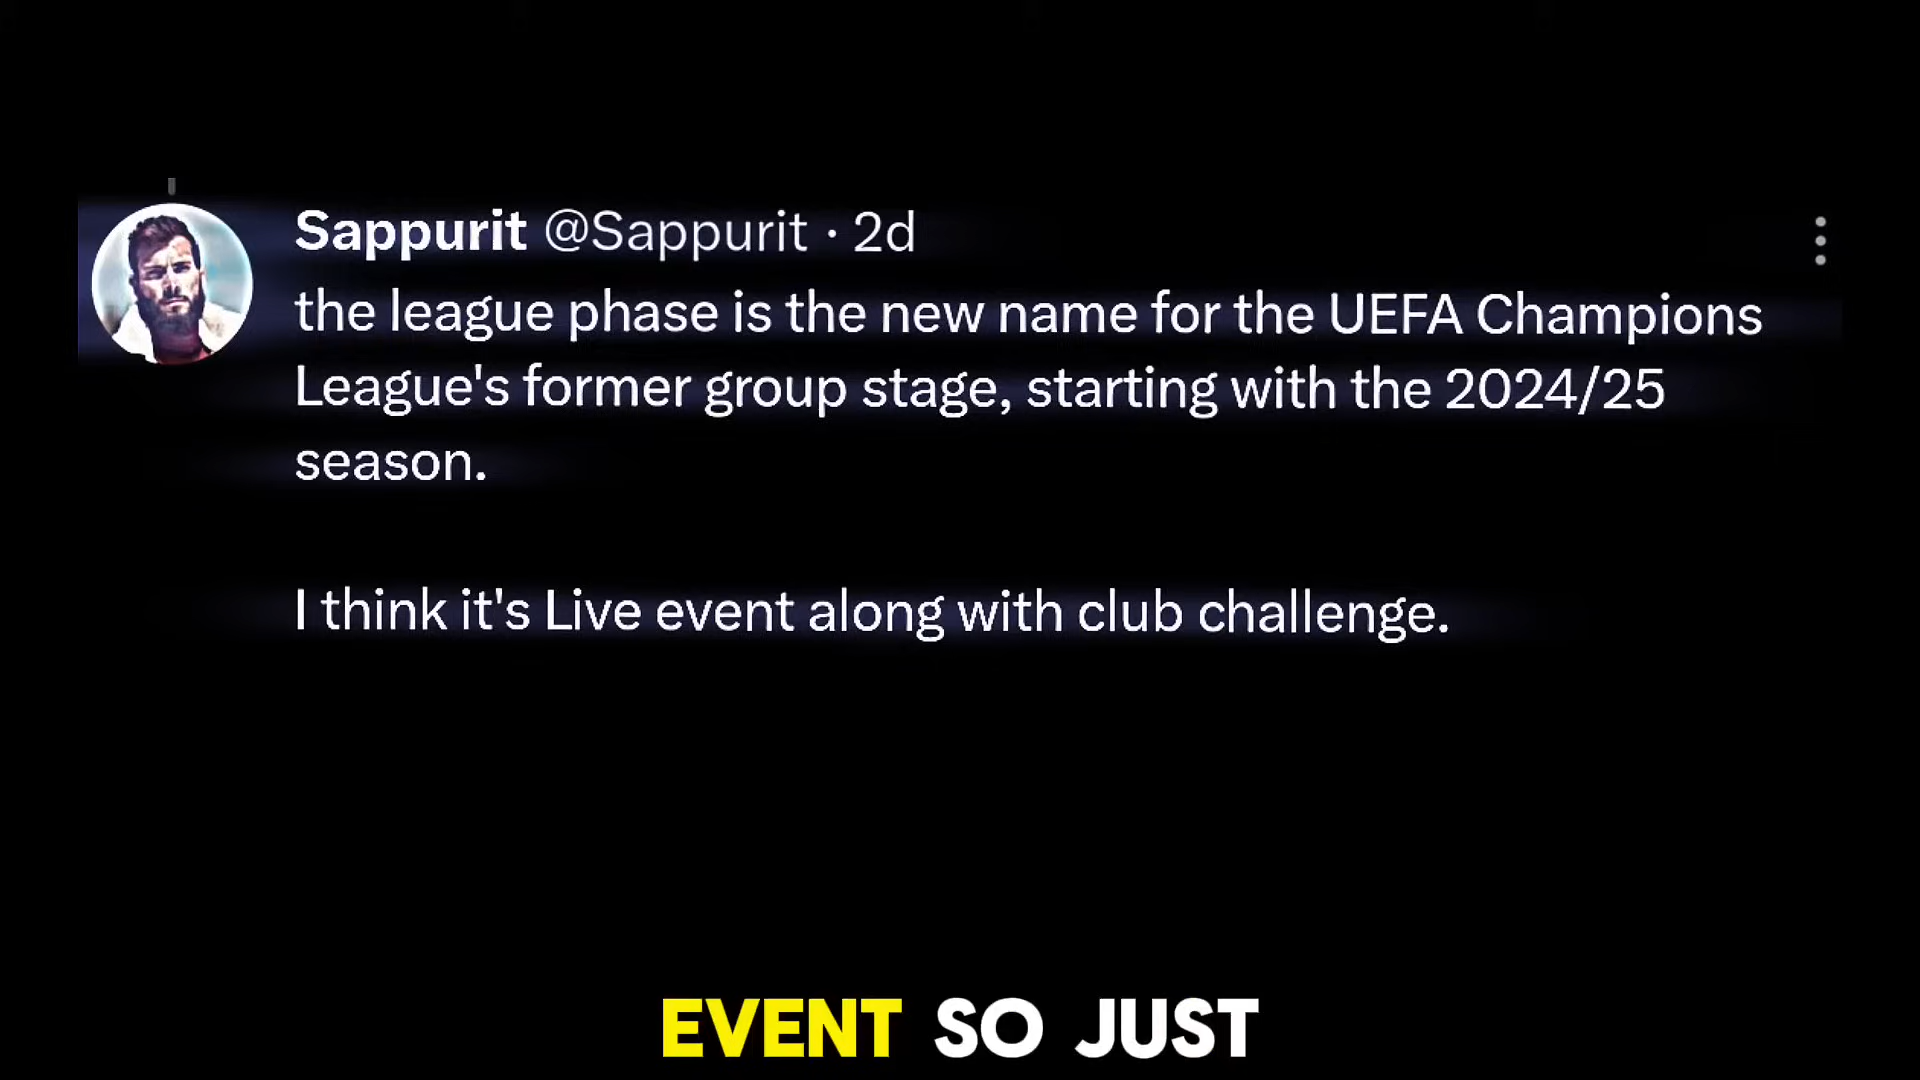 Sappurit @Sappurit · 2d
the league phase is the new name for the UEFA Champions
League's former group stage, starting with the 2024/25
season.
I think it's Live event along with club challenge.
EVENT SO JUST